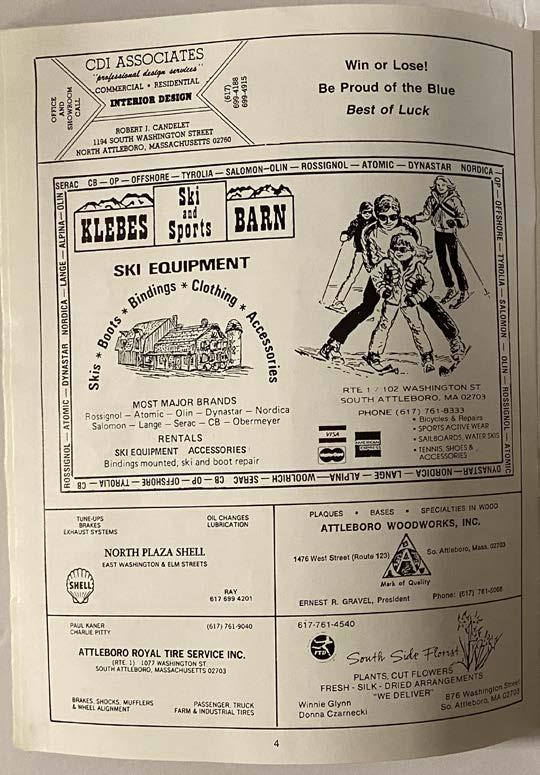 CDI ASSOCIATES
"professional design services"
COMMERCIAL • RESIDENTIAL
INTERIOR DESIGN
OFFICE
AND
SHOWROOM
CALL
(617)
699-4188
699-4915
ROBERT J. CANDELET
1194 SOUTH WASHINGTON STREET
NORTH ATTLEBORO, MASSACHUSETTS 02760
Win or Lose!
Be Proud of the Blue
Best of Luck
SERAC CB — OP — OFFSHORE — TYROLIA — SALOMON — OLIN — ROSSIGNOL — ATOMIC — DYNASTAR NORDICA
OP — OFFSHORE — TYROLIA — SALOMON — OLIN — ROSSIGNOL — ATOMIC
DYNASTAR — NORDICA — LANGE — ALPINA — WOOLRICH — SERAC — CB — OP — OFFSHORE — TYROLIA — CB
ROSSIGNOL — ATOMIC — DYNASTAR NORDICA — LANGE — ALPINA — OLIN
KLEBES
Ski
and
Sports
BARN
SKI EQUIPMENT
Skis * Boots * Bindings * Clothing * Accessories
MOST MAJOR BRANDS
Rossignol — Atomic — Olin — Dynastar — Nordica
Salomon — Lange — Serac — CB — Obermeyer
RENTALS
SKI EQUIPMENT ACCESSORIES
Bindings mounted, ski and boot repair
RTE 1 / 102 WASHINGTON ST
SOUTH ATTLEBORO, MA 02703
PHONE (617) 761-8333
• Bicycles & Repairs
• SPORTS ACTIVE WEAR
• SAILBOARDS, WATER SKIS
• TENNIS, SHOES &
ACCESSORIES
VISA
AMERICAN
EXPRESS
TUNE-UPS
BRAKES
EXHAUST SYSTEMS
OIL CHANGES
LUBRICATION
NORTH PLAZA SHELL
EAST WASHINGTON & ELM STREETS
SHELL
RAY
617 699 4201
PLAQUES • BASES • SPECIALTIES IN WOOD
ATTLEBORO WOODWORKS, INC.
1476 West Street (Route 123)
So. Attleboro, Mass. 02703
A
Mark of Quality
ERNEST R. GRAVEL, President
Phone: (617) 761-5068
PAUL KANER
CHARLIE PITTY
(617) 761-9040
ATTLEBORO ROYAL TIRE SERVICE INC.
(RTE. 1) 1077 WASHINGTON ST
SOUTH ATTLEBORO, MASSACHUSETTS 02703
BRAKES, SHOCKS, MUFFLERS
& WHEEL ALIGNMENT
PASSENGER, TRUCK
FARM & INDUSTRIAL TIRES
617-761-4540
FTD
South Side Florist
PLANTS, CUT FLOWERS
FRESH - SILK - DRIED ARRANGEMENTS
"WE DELIVER"
Winnie Glynn
Donna Czarnecki
876 Washington Street
So. Attleboro, MA 02703
4